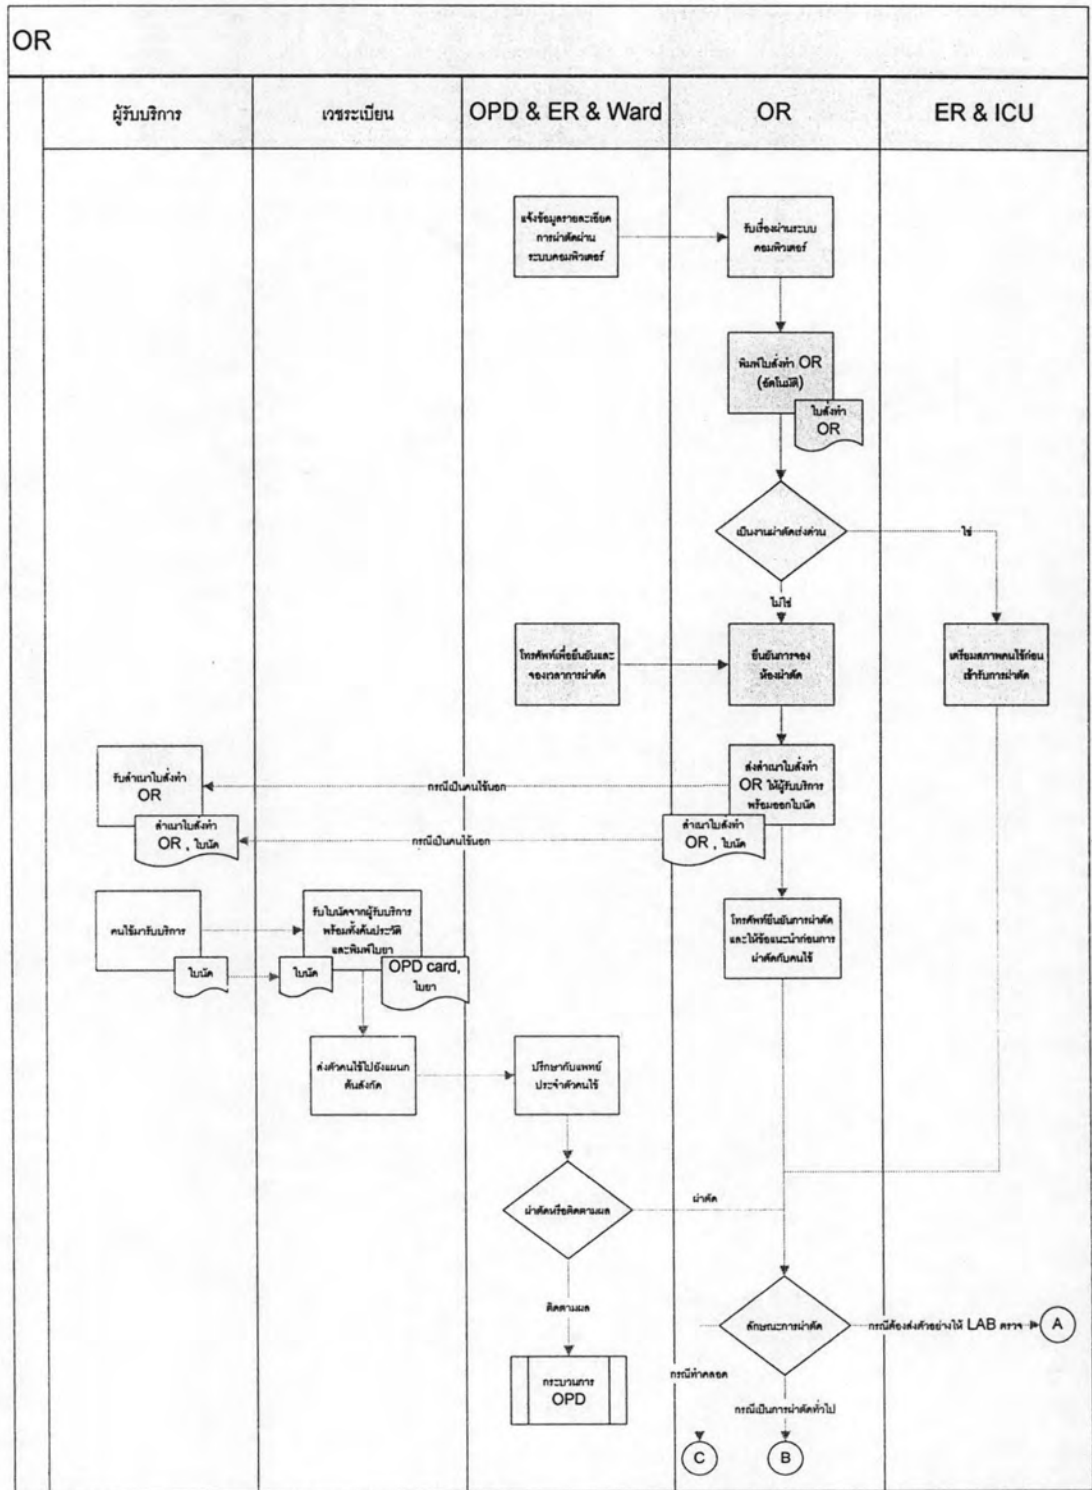 OR
ผู้รับบริการ
เวชระเบียน
OPD & ER & Ward
OR
ER & ICU
แจ้งข้อมูลรายละเอียด
การผ่าตัดผ่าน
ระบบคอมพิวเตอร์
รับเรื่องผ่านระบบ
คอมพิวเตอร์
พิมพ์ใบสั่งทำ OR
(อัตโนมัติ)
ใบสั่งทำ
OR
เป็นงานผ่าตัดเร่งด่วน
ใช่
ไม่ใช่
โทรศัพท์เพื่อยืนยันและ
จองเวลาการผ่าตัด
ยืนยันการจอง
ห้องผ่าตัด
เตรียมสภาพคนไข้ก่อน
เข้ารับการผ่าตัด
รับสำเนาใบสั่งทำ
OR
กรณีเป็นคนไข้นอก
ส่งสำเนาใบสั่งทำ
OR ให้ผู้รับบริการ
พร้อมออกใบนัด
สำเนาใบสั่งทำ
OR , ใบนัด
กรณีเป็นคนไข้นอก
สำเนาใบสั่งทำ
OR , ใบนัด
คนไข้มารับบริการ
ใบนัด
รับใบนัดจากผู้รับบริการ
พร้อมทั้งค้นประวัติ
และพิมพ์ใบยา
ใบนัด
OPD card,
ใบยา
โทรศัพท์ยืนยันการผ่าตัด
และให้ข้อแนะนำก่อนการ
ผ่าตัดกับคนไข้
ส่งตัวคนไข้ไปยังแผนก
ต้นสังกัด
ปรึกษากับแพทย์
ประจำตัวคนไข้
ผ่าตัดหรือติดตามผล
ผ่าตัด
ติดตามผล
กระบวนการ
OPD
ลักษณะการผ่าตัด
กรณีต้องส่งตัวอย่างให้ LAB ตรวจ
A
กรณีทำคลอด
กรณีเป็นการผ่าตัดทั่วไป
C
B